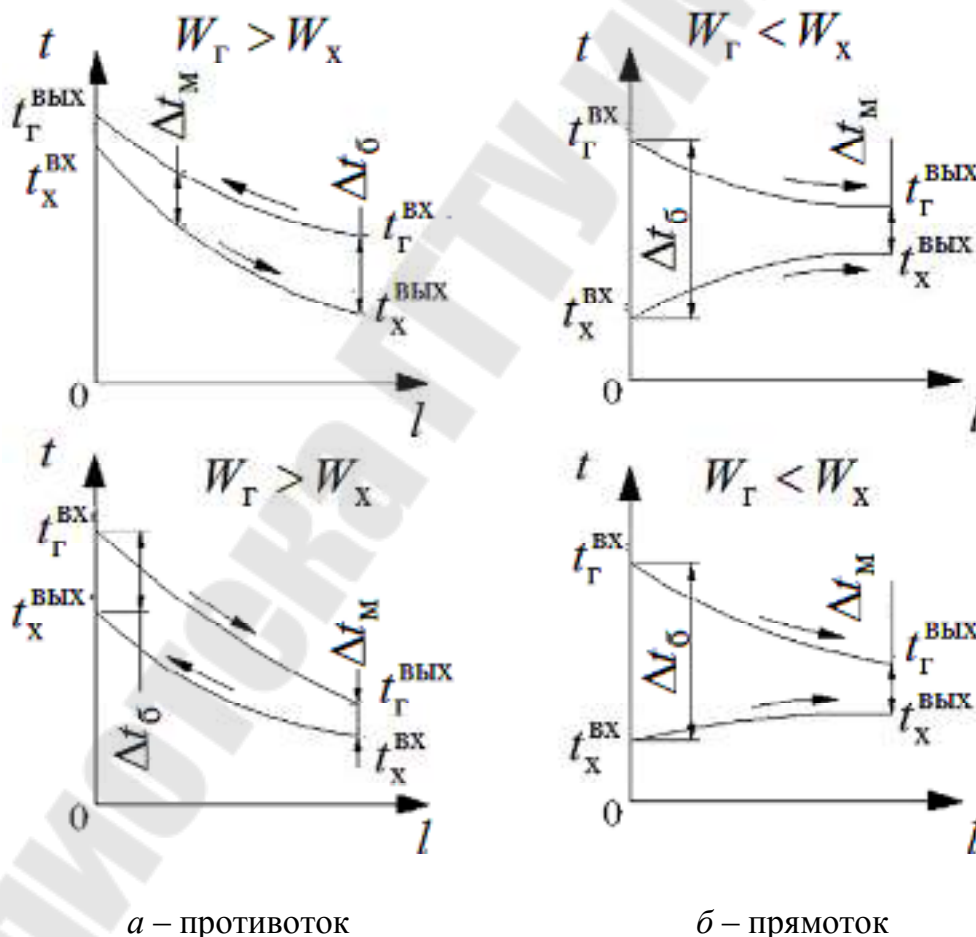 t
W_г > W_х
t_г^вых
t_х^вх
Δt_м
Δt_б
t_г^вх
t_х^вых
0
l
t
W_г < W_х
t_г^вх
t_х^вх
Δt_б
Δt_м
t_г^вых
t_х^вых
0
l
t
W_г > W_х
t_г^вх
t_х^вых
Δt_б
Δt_м
t_г^вых
t_х^вх
0
l
t
W_г < W_х
t_г^вх
t_х^вх
Δt_б
Δt_м
t_г^вых
t_х^вых
0
l
а – противоток
б – прямоток